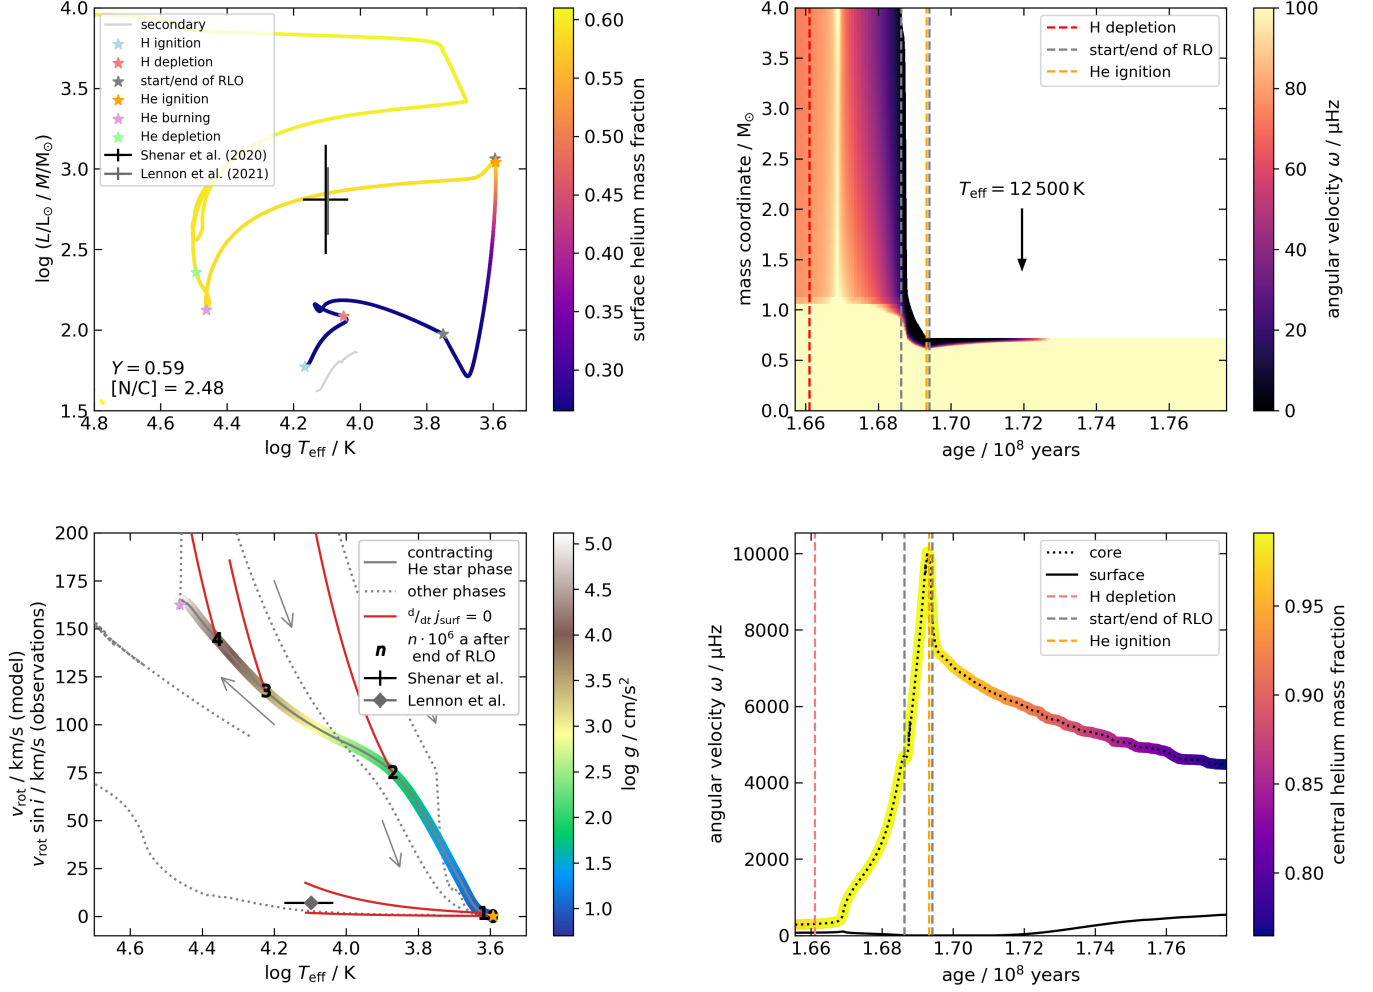 4.0
3.5
3.0
2.5
2.0
1.5
log (L/L⊙ / M/M⊙)
secondary
H ignition
H depletion
start/end of RLO
He ignition
He burning
He depletion
Shenar et al. (2020)
Lennon et al. (2021)
Y = 0.59
[N/C] = 2.48
4.8 4.6 4.4 4.2 4.0 3.8 3.6
log Teff / K
0.60
0.55
0.50
0.45
0.40
0.35
0.30
surface helium mass fraction
4.0
3.5
3.0
2.5
2.0
1.5
1.0
0.5
0.0
mass coordinate / M⊙
H depletion
start/end of RLO
He ignition
Teff = 12 500 K
1.66 1.68 1.70 1.72 1.74 1.76
age / 10⁸ years
100
80
60
40
20
0
angular velocity ω / µHz
200
175
150
125
100
75
50
25
0
vrot / km/s (model)
vrot sin i / km/s (observations)
contracting
He star phase
other phases
d/dt jsurf = 0
n n · 10⁶ a after
end of RLO
Shenar et al.
Lennon et al.
4
3
2
1
0
4.6 4.4 4.2 4.0 3.8 3.6
log Teff / K
5.0
4.5
4.0
3.5
3.0
2.5
2.0
1.5
1.0
log g / cm/s²
10000
8000
6000
4000
2000
0
angular velocity ω / µHz
core
surface
H depletion
start/end of RLO
He ignition
1.66 1.68 1.70 1.72 1.74 1.76
age / 10⁸ years
0.95
0.90
0.85
0.80
central helium mass fraction